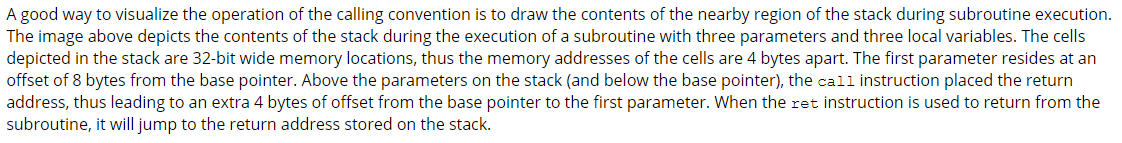 A good way to visualize the operation of the calling convention is to draw the contents of the nearby region of the stack during subroutine execution.
The image above depicts the contents of the stack during the execution of a subroutine with three parameters and three local variables. The cells
depicted in the stack are 32-bit wide memory locations, thus the memory addresses of the cells are 4 bytes apart. The first parameter resides at an
offset of 8 bytes from the base pointer. Above the parameters on the stack (and below the base pointer), the call instruction placed the return
address, thus leading to an extra 4 bytes of offset from the base pointer to the first parameter. When the ret instruction is used to return from the
subroutine, it will jump to the return address stored on the stack.